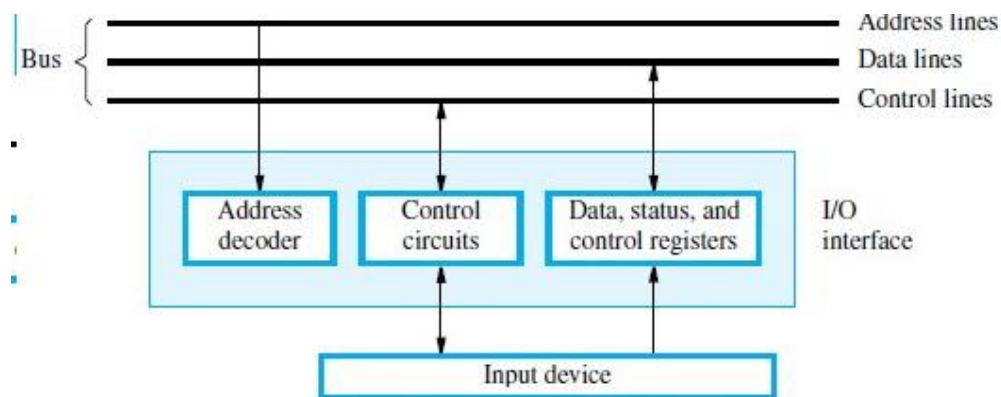 Address lines
Bus
Data lines
Control lines
Address
decoder
Control
circuits
Data, status, and
control registers
I/O
interface
Input device